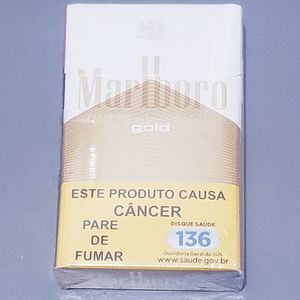 Marlboro
gold
ESTE PRODUTO CAUSA
CÂNCER
PARE
DE
FUMAR
DISQUE SAÚDE
136
Ouvidoria Geral do SUS
www.saude.gov.br